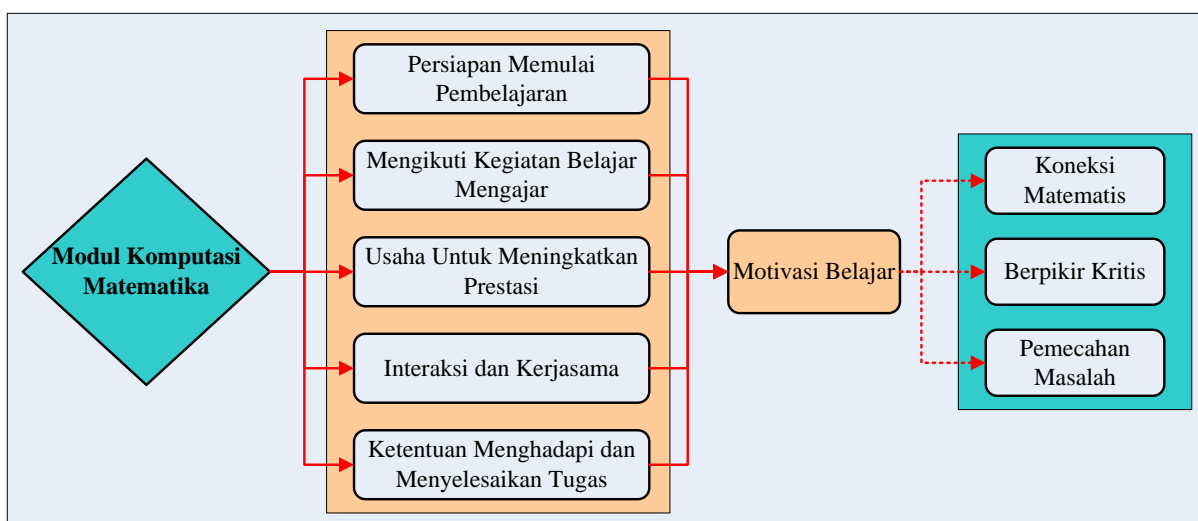 Modul Komputasi
Matematika
Persiapan Memulai
Pembelajaran
Mengikuti Kegiatan Belajar
Mengajar
Usaha Untuk Meningkatkan
Prestasi
Interaksi dan Kerjasama
Ketentuan Menghadapi dan
Menyelesaikan Tugas
Motivasi Belajar
Koneksi
Matematis
Berpikir Kritis
Pemecahan
Masalah